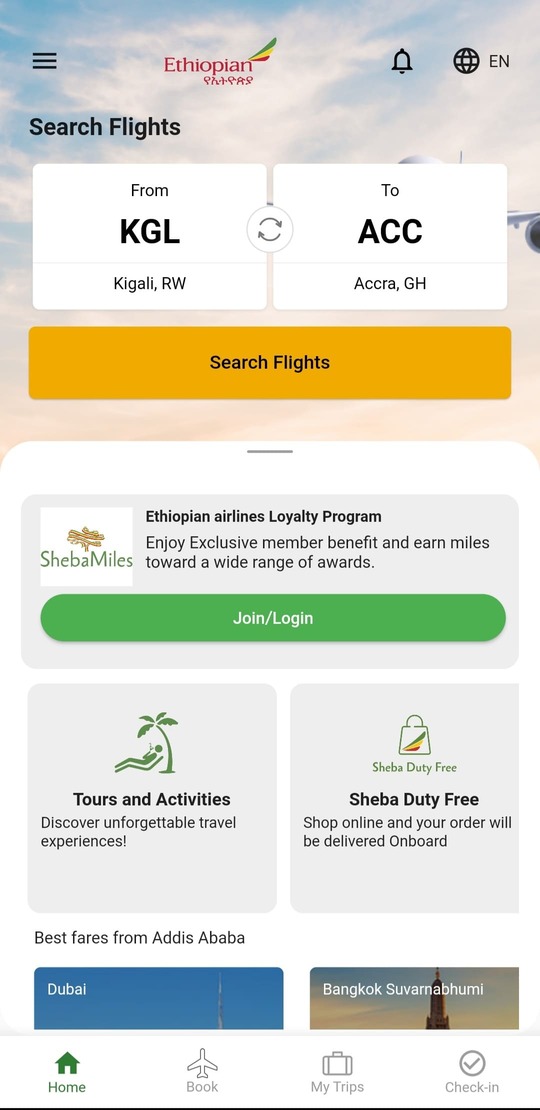 Ethiopian
የኢትዮጵያ
EN
Search Flights
From
To
KGL
ACC
Kigali, RW
Accra, GH
Search Flights
Ethiopian airlines Loyalty Program
Enjoy Exclusive member benefit and earn miles
toward a wide range of awards.
ShebaMiles
Join/Login
Sheba Duty Free
Tours and Activities
Discover unforgettable travel
experiences!
Sheba Duty Free
Shop online and your order will
be delivered Onboard
Best fares from Addis Ababa
Dubai
Bangkok Suvarnabhumi
Home
Book
My Trips
Check-in